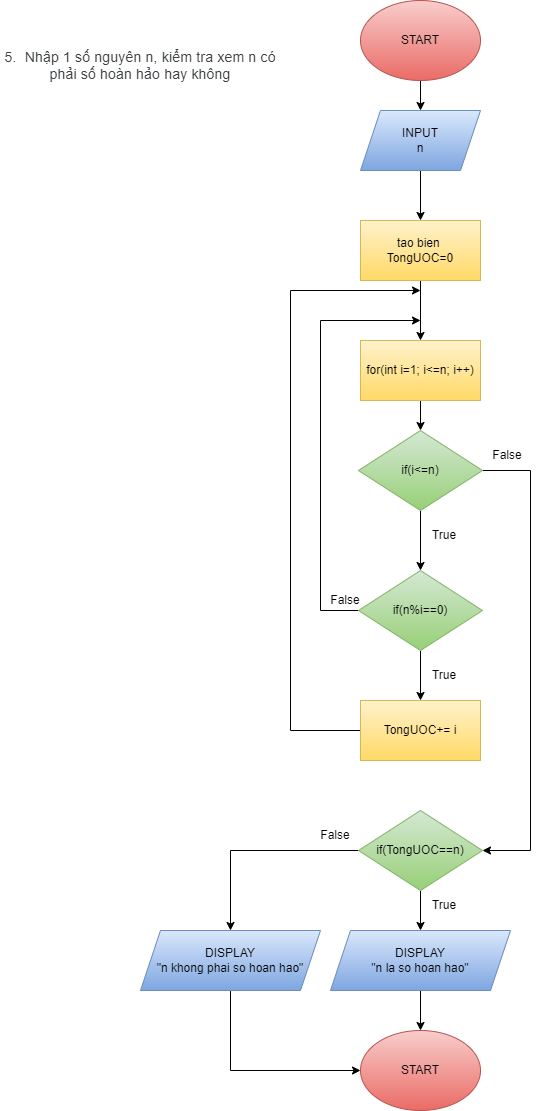 START
5. Nhập 1 số nguyên n, kiểm tra xem n có
phải số hoàn hảo hay không
INPUT
n
tao bien
TongUOC=0
for(int i=1; i<=n; i++)
if(i<=n)
False
True
if(n%i==0)
False
True
TongUOC+= i
if(TongUOC==n)
False
True
DISPLAY
"n khong phai so hoan hao"
DISPLAY
"n la so hoan hao"
START